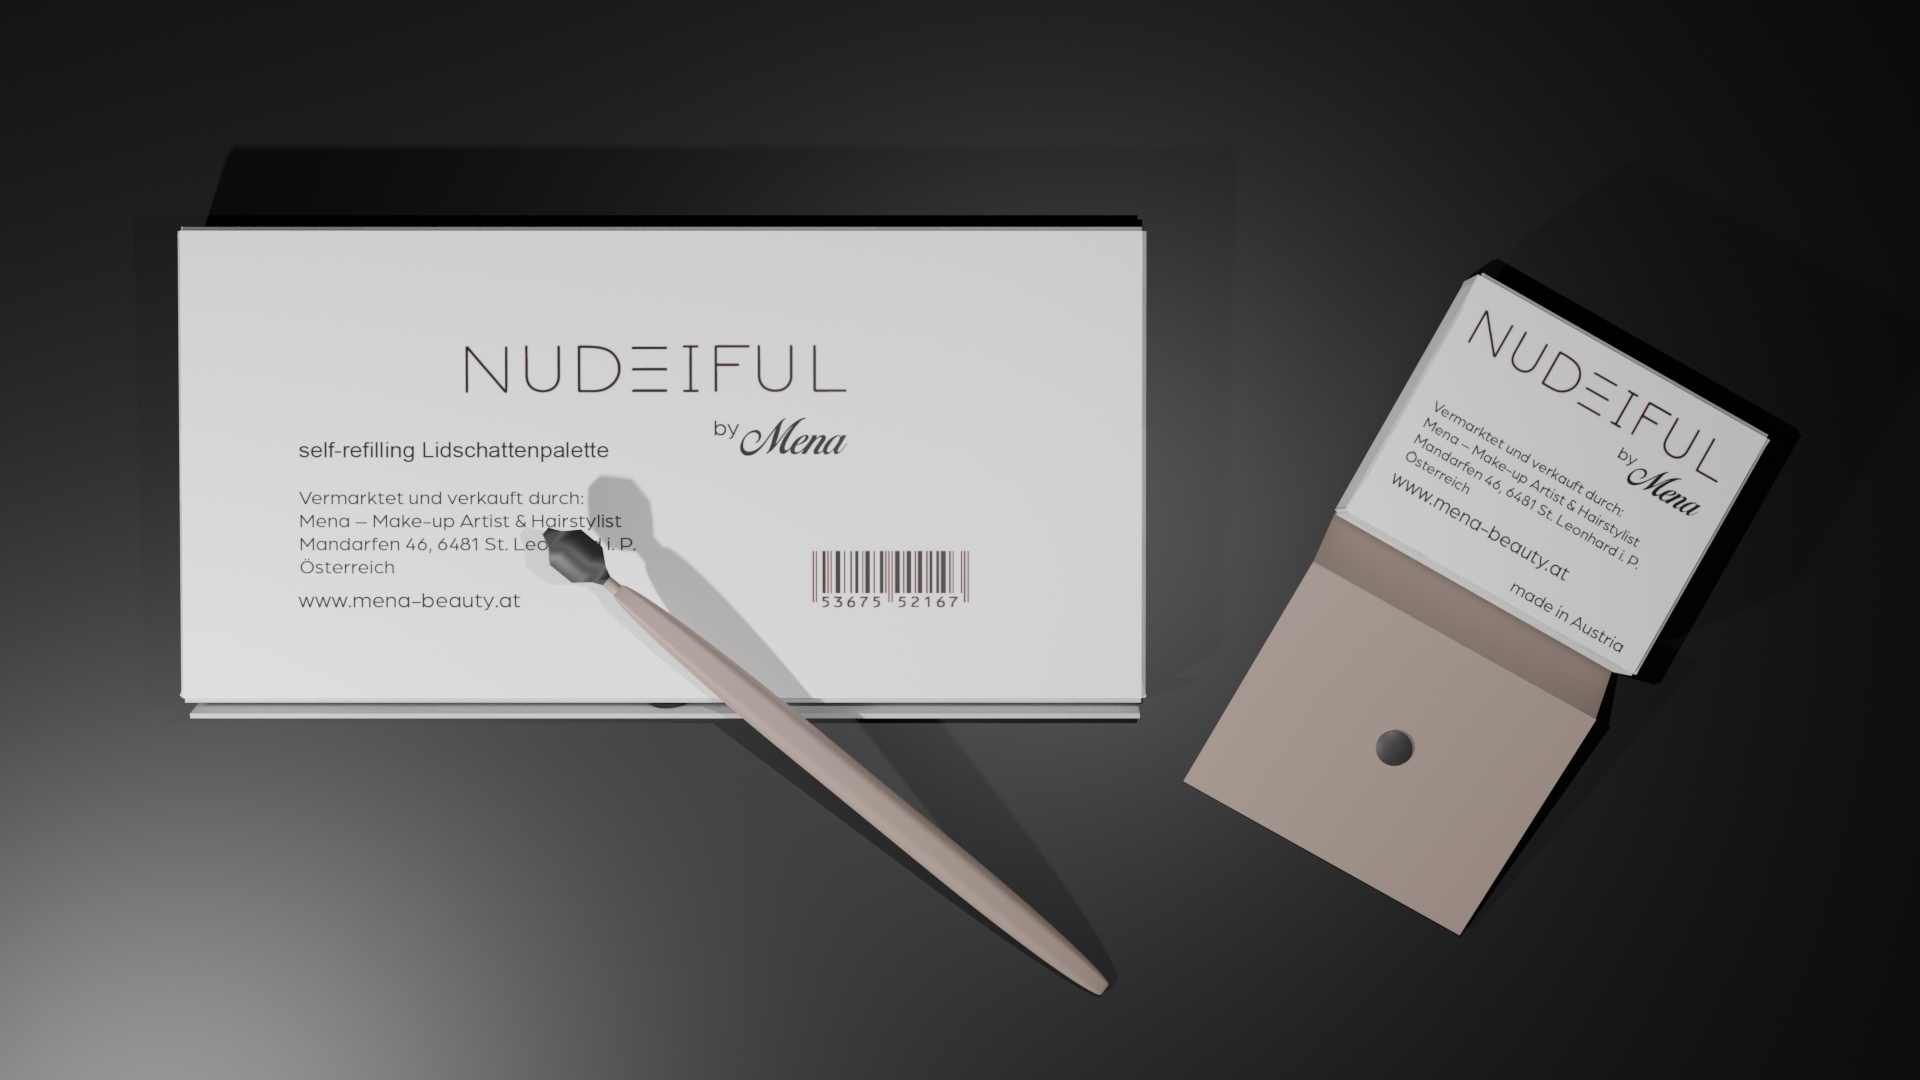 NUDEIFUL
by Mena
self-refilling Lidschattenpalette
Vermarktet und verkauft durch:
Mena – Make-up Artist & Hairstylist
Mandarfen 46, 6481 St. i. P.
Österreich
www.mena-beauty.at
53675 52167
NUDEIFUL
by Mena
Vermarktet und verkauft durch:
Mena – Make-up Artist & Hairstylist
Mandarfen 46, 6481 St. Leonhard i. P.
Österreich
www.mena-beauty.at
made in Austria